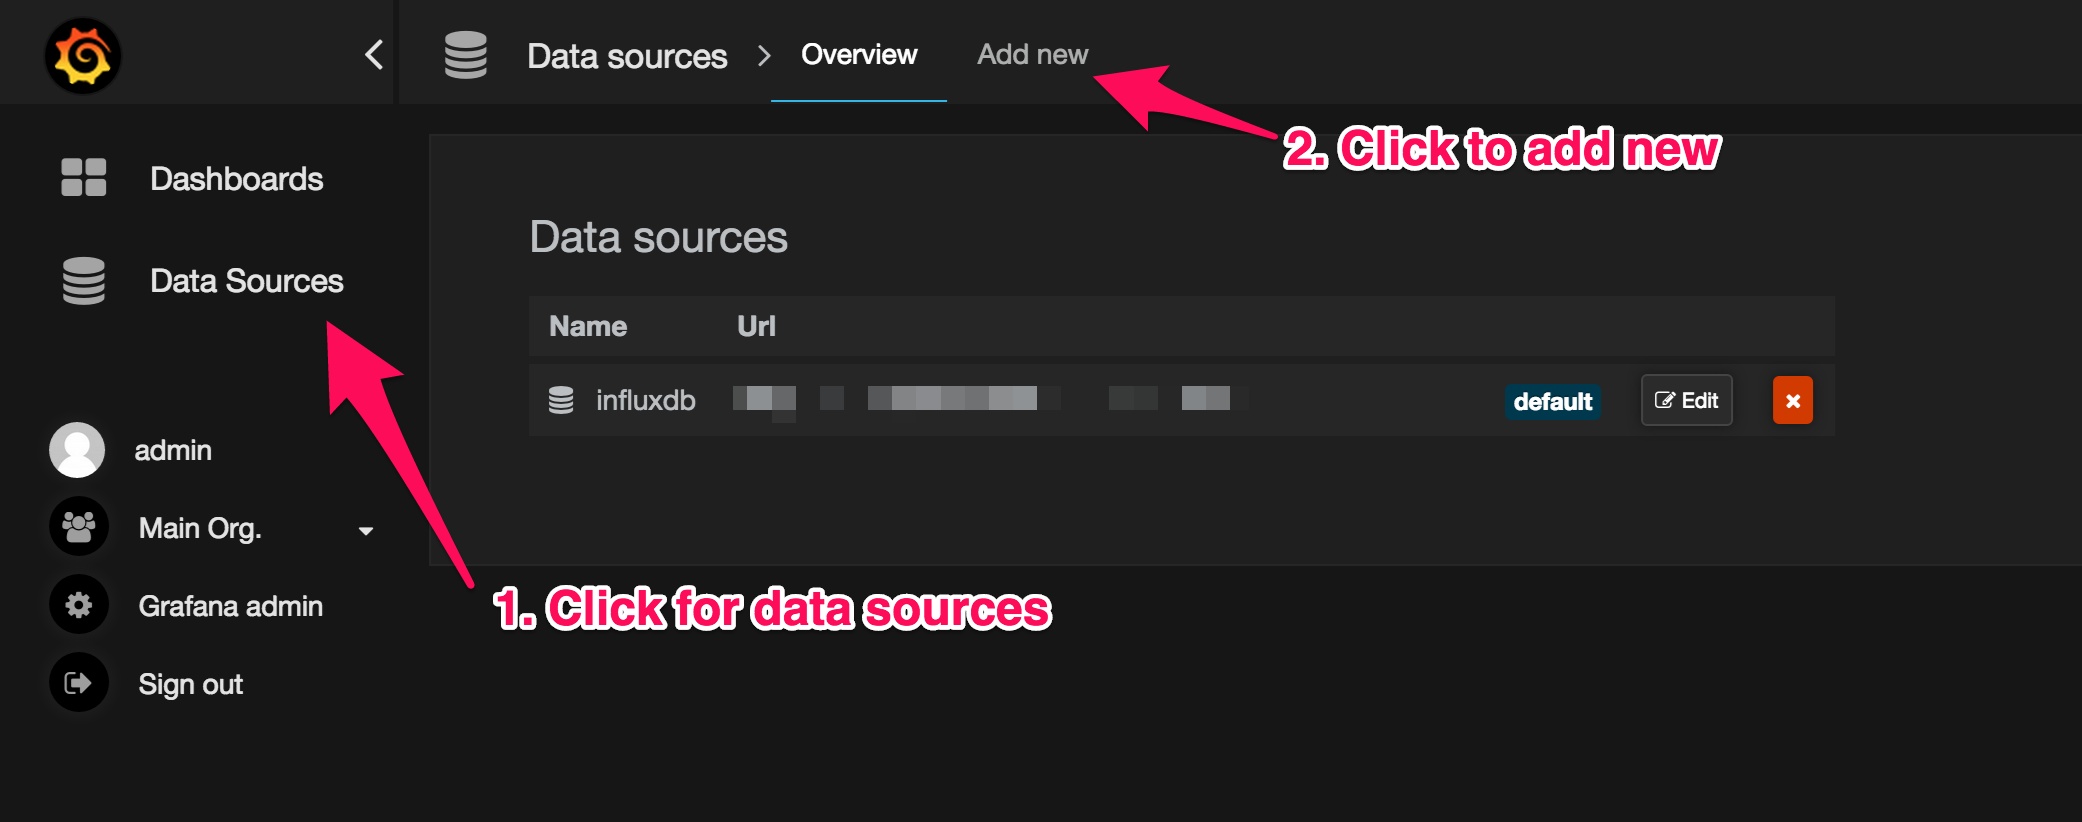 Data sources
Overview
Add new
2. Click to add new
Dashboards
Data Sources
admin
Main Org.
Grafana admin
Sign out
Data sources
Name Url
influxdb default Edit
1. Click for data sources